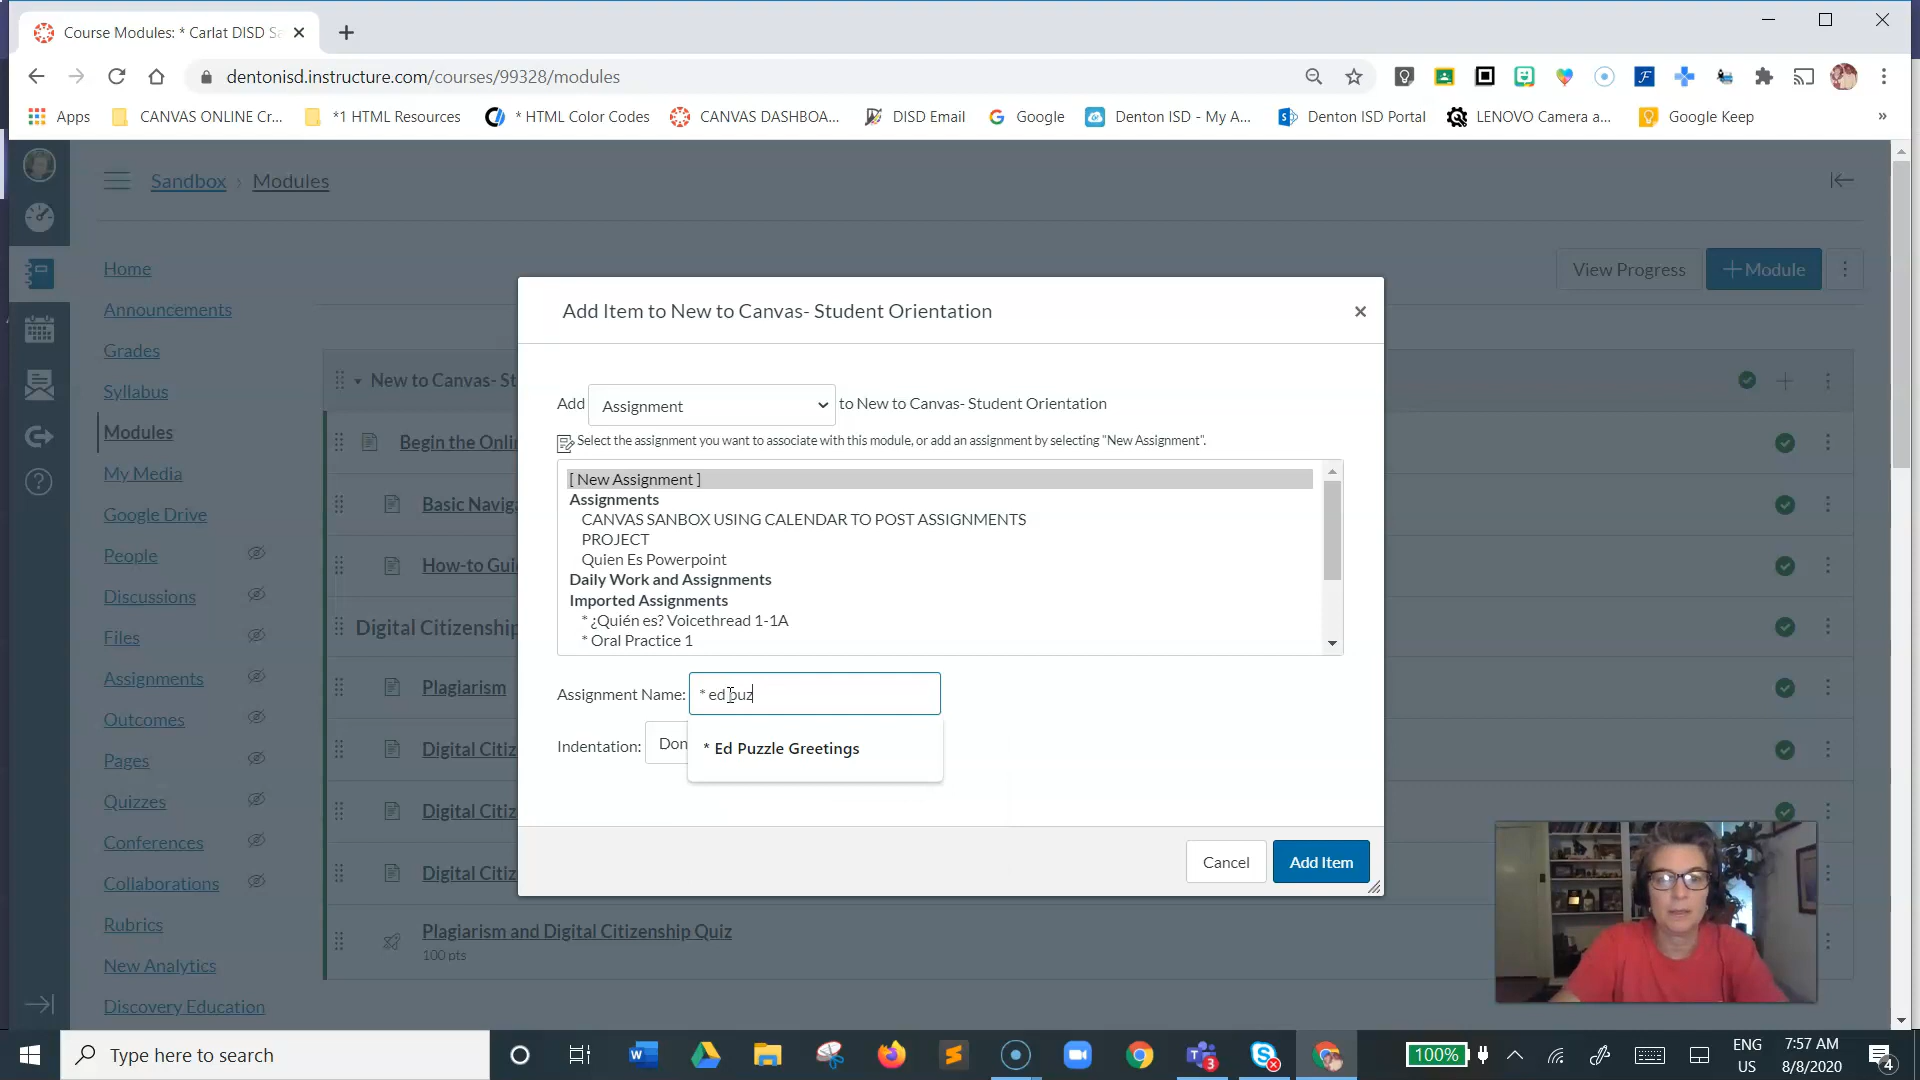 Course Modules: * Carlat DISD Sa
dentonisd.instructure.com/courses/99328/modules
Apps
CANVAS ONLINE Cr...
*1 HTML Resources
* HTML Color Codes
CANVAS DASHBOA...
DISD Email
Google
Denton ISD - My A...
Denton ISD Portal
LENOVO Camera a...
Google Keep
»
Sandbox › Modules
Home
Announcements
Grades
Syllabus
Modules
My Media
Google Drive
People
Discussions
Files
Assignments
Outcomes
Pages
Quizzes
Conferences
Collaborations
Rubrics
New Analytics
Discovery Education
View Progress
+ Module
New to Canvas- St
Begin the Onlin
Basic Naviga
How-to Gui
Digital Citizenship
Plagiarism
Digital Citiz
Digital Citiz
Digital Citiz
Plagiarism and Digital Citizenship Quiz
100 pts
Add Item to New to Canvas- Student Orientation
Add Assignment to New to Canvas- Student Orientation
Select the assignment you want to associate with this module, or add an assignment by selecting "New Assignment".
[ New Assignment ]
Assignments
CANVAS SANBOX USING CALENDAR TO POST ASSIGNMENTS
PROJECT
Quien Es Powerpoint
Daily Work and Assignments
Imported Assignments
* ¿Quién es? Voicethread 1-1A
* Oral Practice 1
Assignment Name: * ed puz
* Ed Puzzle Greetings
Indentation: Don
Cancel
Add Item
Type here to search
3
100%
ENG
US
7:57 AM
8/8/2020
4